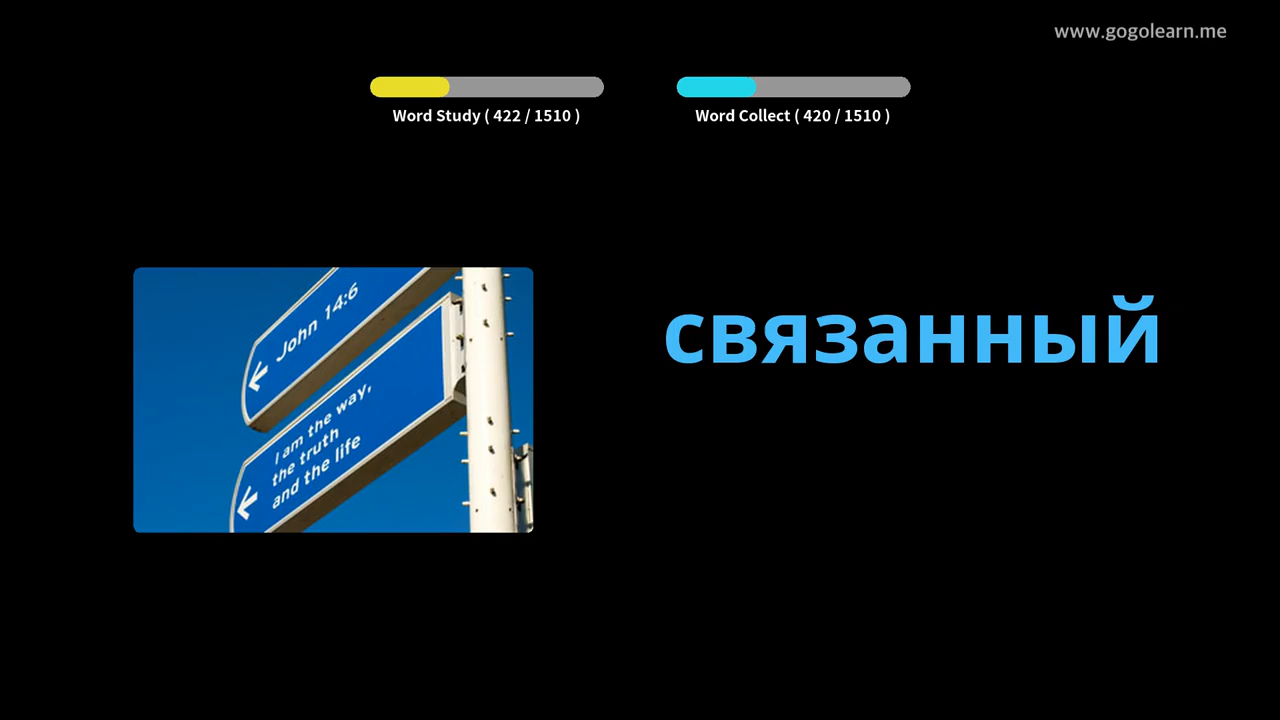 www.gogolearn.me
Word Study ( 422 / 1510 )
Word Collect ( 420 / 1510 )
John 14:6
I am the way,
the truth
and the life
связанный